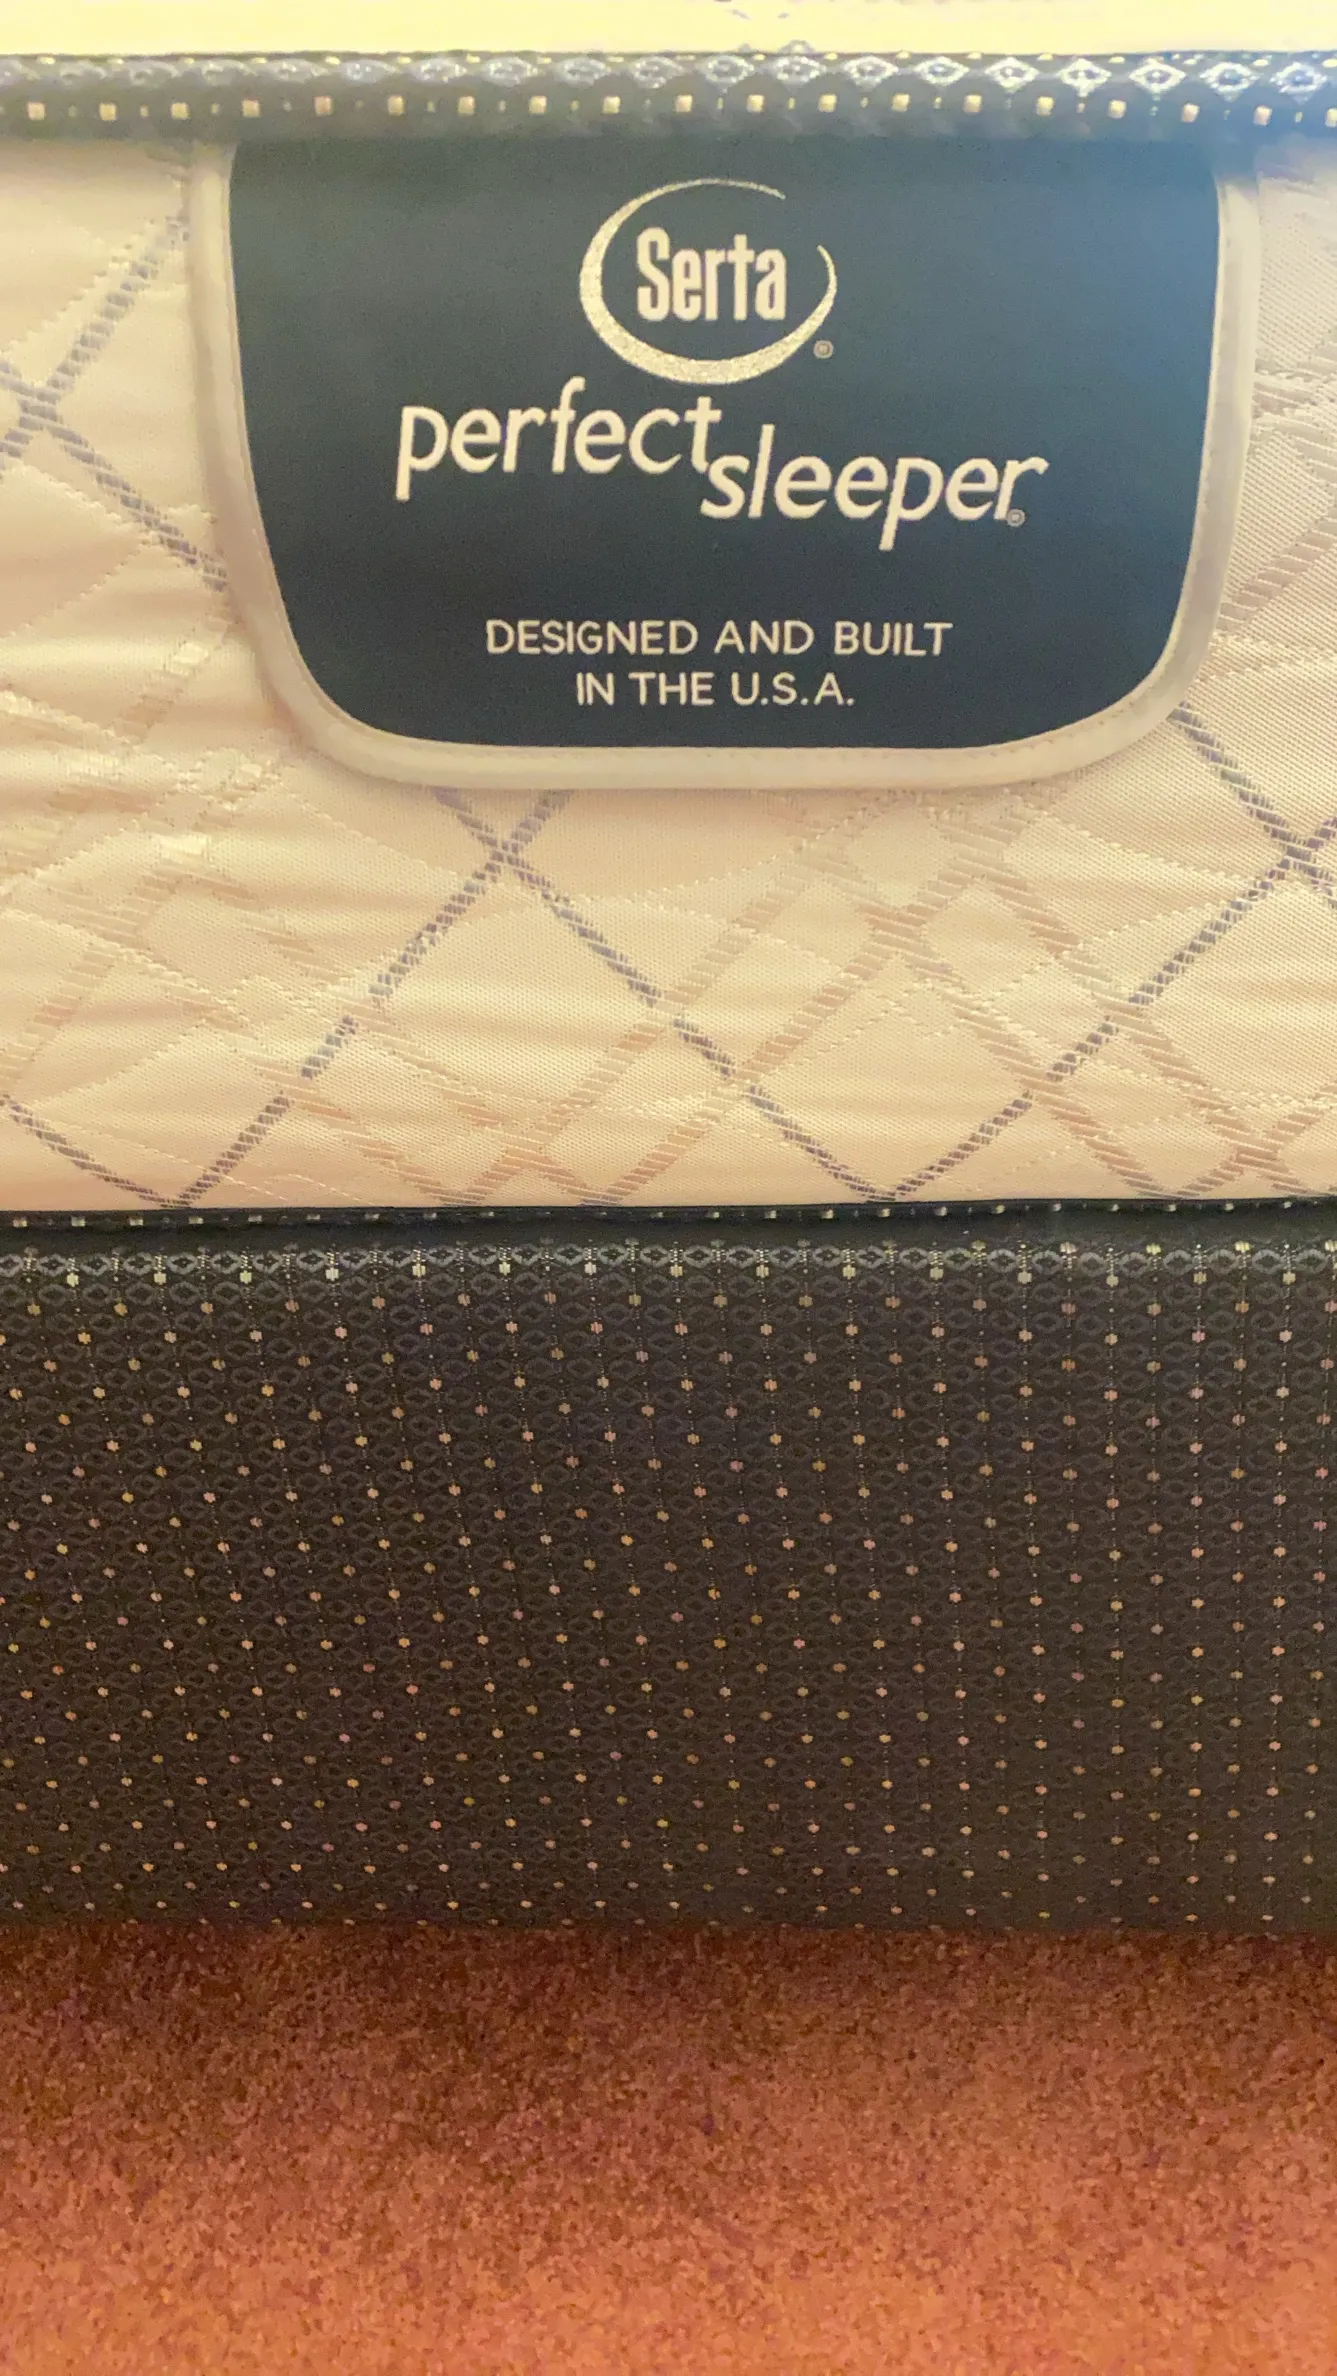 Serta®
perfect sleeper®
DESIGNED AND BUILT
IN THE U.S.A.